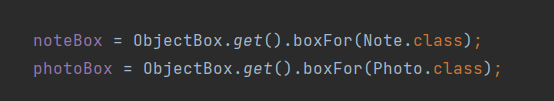 noteBox = ObjectBox.get().boxFor(Note.class);
photoBox = ObjectBox.get().boxFor(Photo.class);